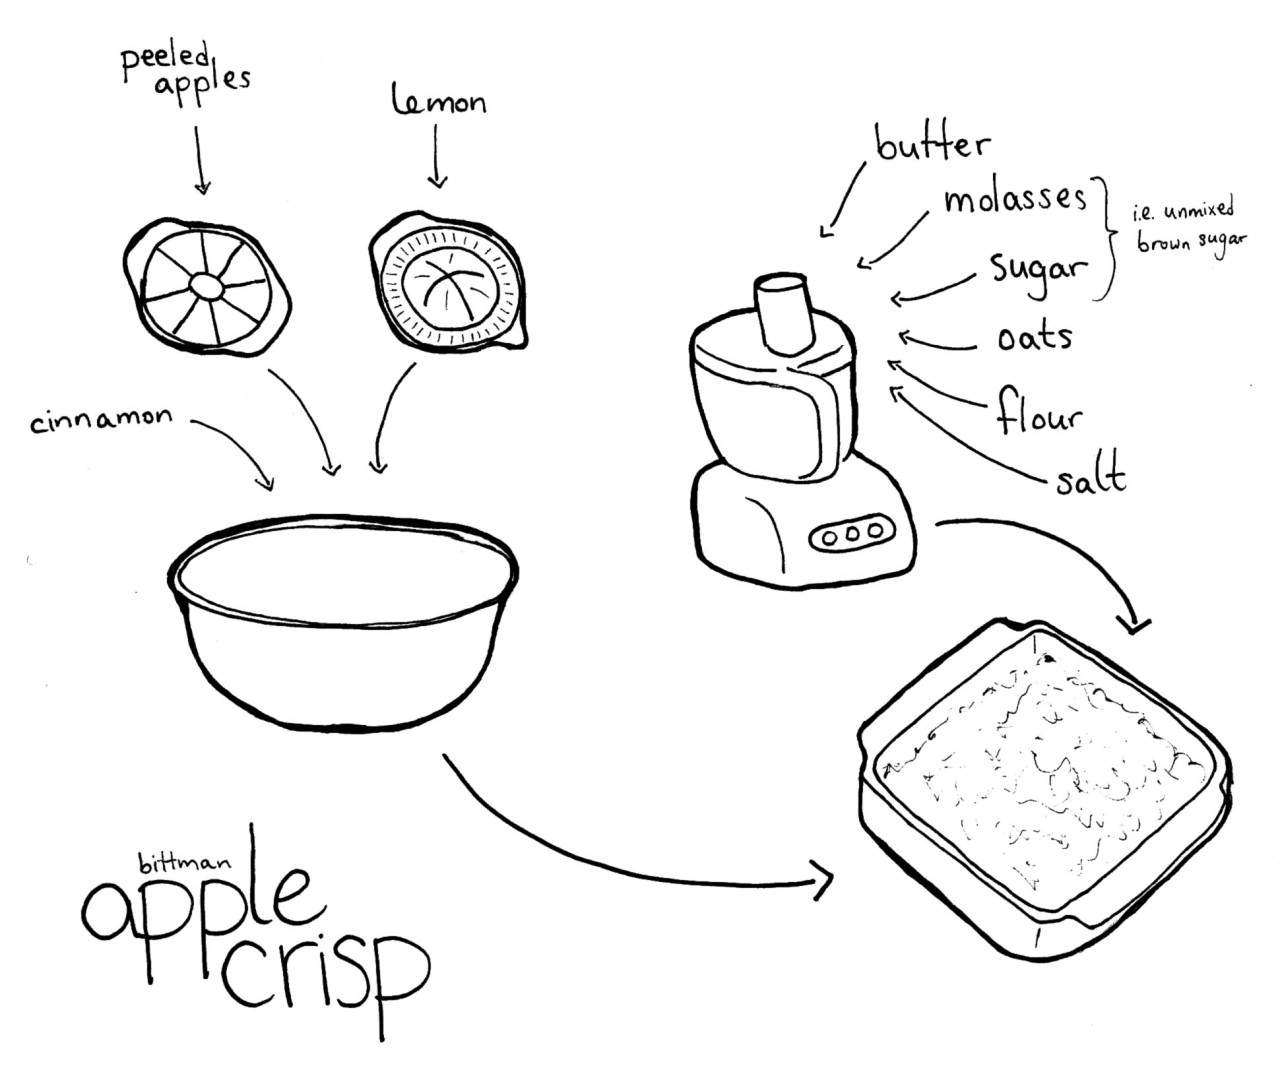 peeled
apples
lemon
cinnamon
butter
molasses
sugar
i.e. unmixed
brown sugar
oats
flour
salt
bittman
apple
crisp